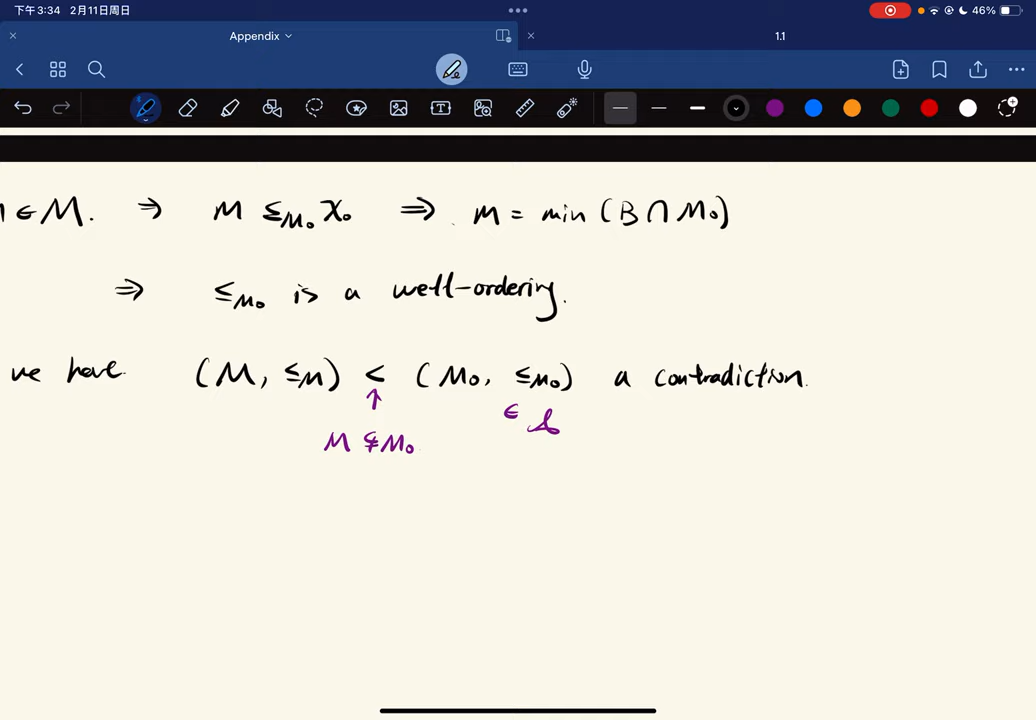 下午3:34 2月11日周日
46%
Appendix
1.1
∈ M. ⇒ m ≤_{M₀} x₀ ⇒ m = min (B ∩ M₀)
⇒ ≤_{M₀} is a well-ordering.
we have (M, ≤_M) < (M₀, ≤_{M₀}) a contradiction.
↑ ∈
M ⊊ M₀